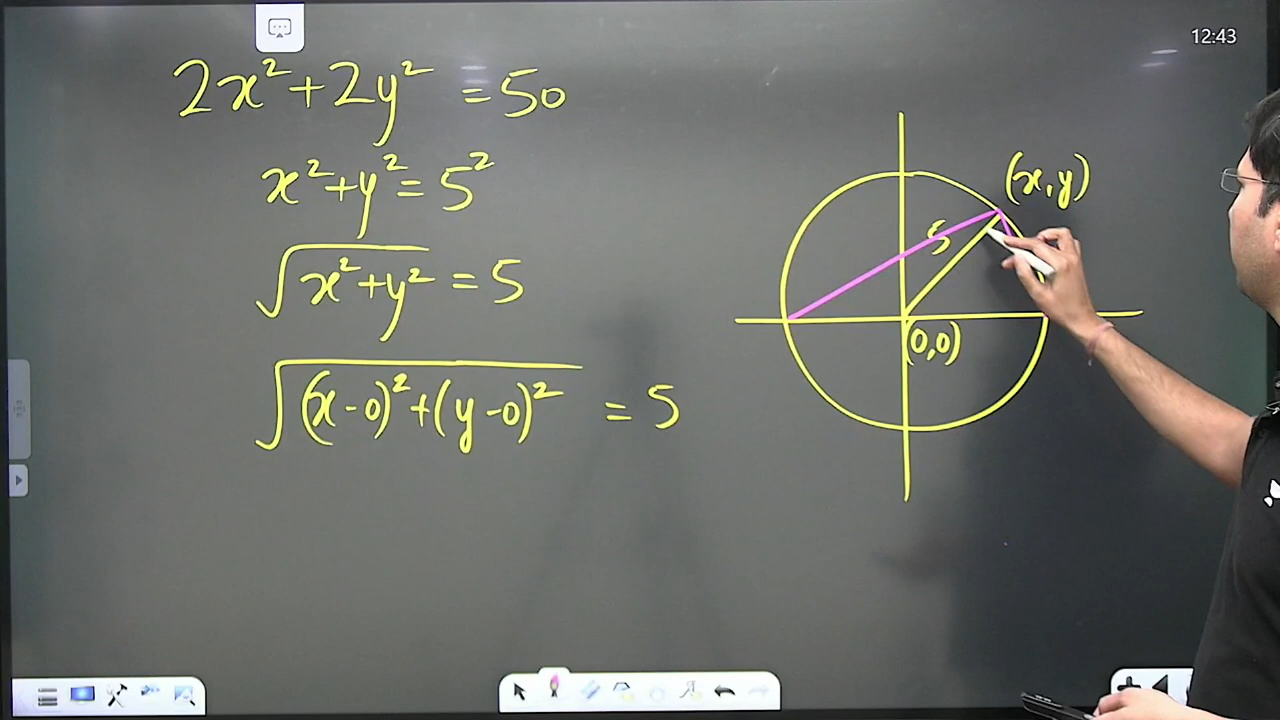 12:43
2x²+2y² =50
x²+y²=5²
√x²+y² =5
√(x-0)²+(y-0)² =5
(x,y)
5
(0,0)